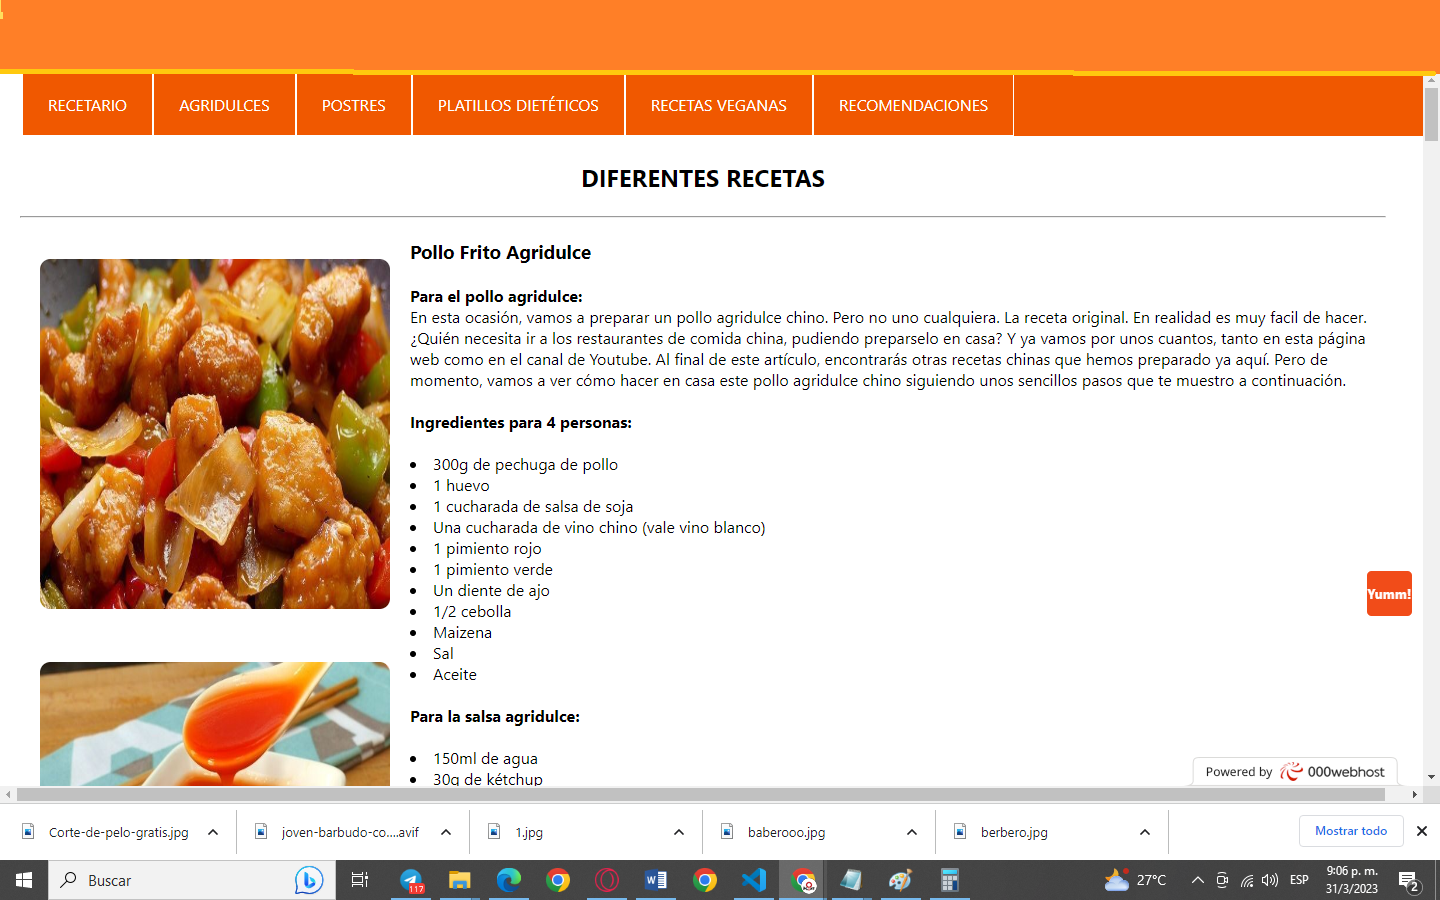 RECETARIO AGRIDULCES POSTRES PLATILLOS DIETÉTICOS RECETAS VEGANAS RECOMENDACIONES
DIFERENTES RECETAS
Pollo Frito Agridulce
Para el pollo agridulce:
En esta ocasión, vamos a preparar un pollo agridulce chino. Pero no uno cualquiera. La receta original. En realidad es muy facil de hacer.
¿Quién necesita ir a los restaurantes de comida china, pudiendo preparselo en casa? Y ya vamos por unos cuantos, tanto en esta página
web como en el canal de Youtube. Al final de este artículo, encontrarás otras recetas chinas que hemos preparado ya aquí. Pero de
momento, vamos a ver cómo hacer en casa este pollo agridulce chino siguiendo unos sencillos pasos que te muestro a continuación.
Ingredientes para 4 personas:
• 300g de pechuga de pollo
• 1 huevo
• 1 cucharada de salsa de soja
• Una cucharada de vino chino (vale vino blanco)
• 1 pimiento rojo
• 1 pimiento verde
• Un diente de ajo
• 1/2 cebolla
• Maizena
• Sal
• Aceite
Yumm!
Para la salsa agridulce:
• 150ml de agua
• 30g de kétchup
Powered by 000webhost
Corte-de-pelo-gratis.jpg joven-barbudo-co....avif 1.jpg baberooo.jpg berbero.jpg Mostrar todo
Buscar 117 27°C ESP 9:06 p. m.
31/3/2023 2